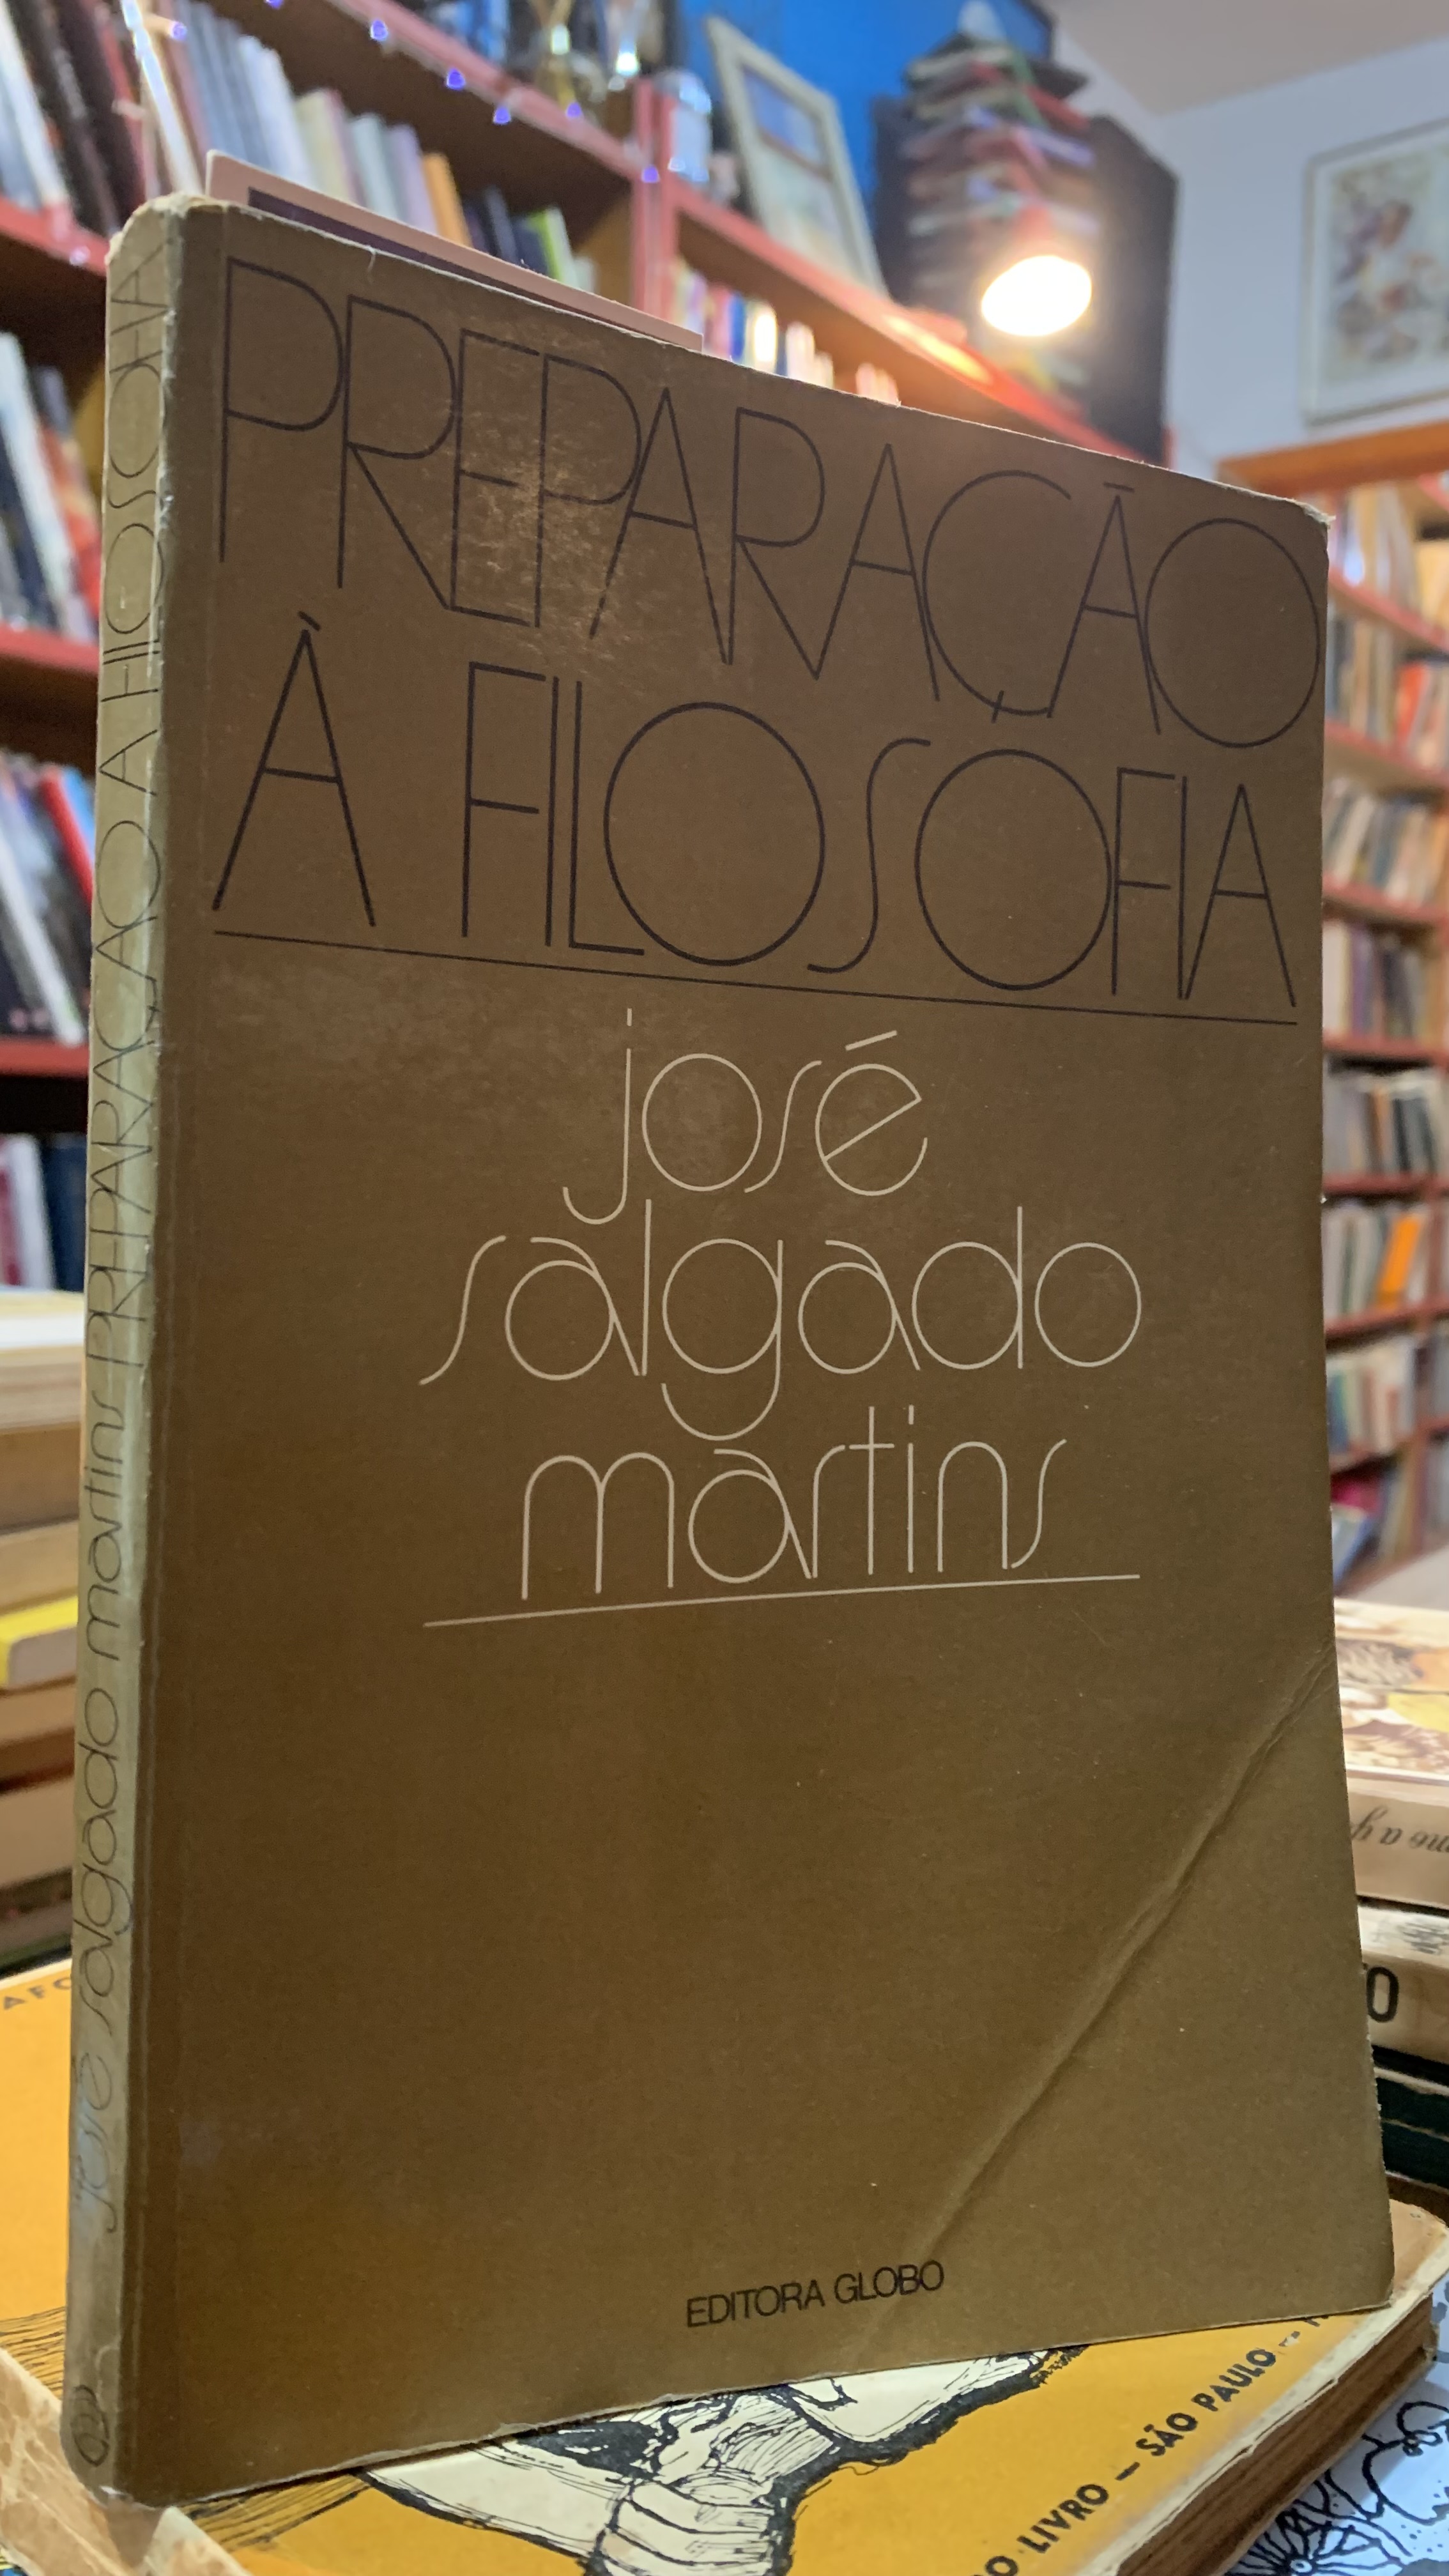 PREPARAÇÃO
À FILOSOFIA
josé
salgado
martins
EDITORA GLOBO
josé salgado martins PREPARAÇÃO À FILOSOFIA
LIVRO — SÃO PAULO —